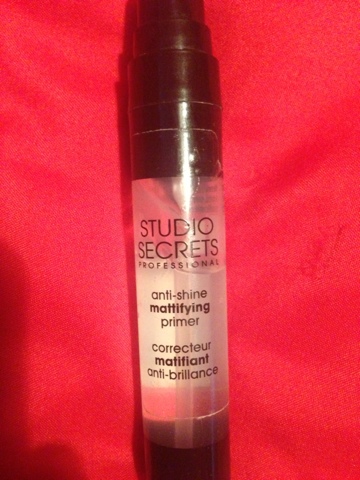 STUDIO
SECRETS
PROFESSIONAL
anti-shine
mattifying
primer
correcteur
matifiant
anti-brillance